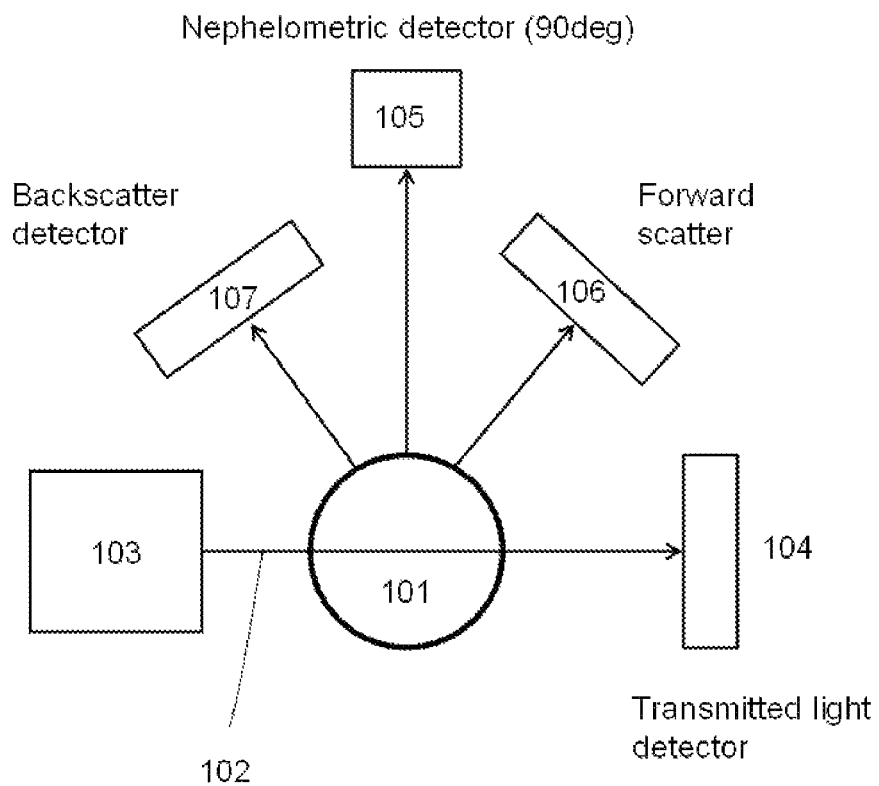 Nephelometric detector (90deg)
105
Backscatter
detector
Forward
scatter
107
106
103
101
104
102
Transmitted light
detector